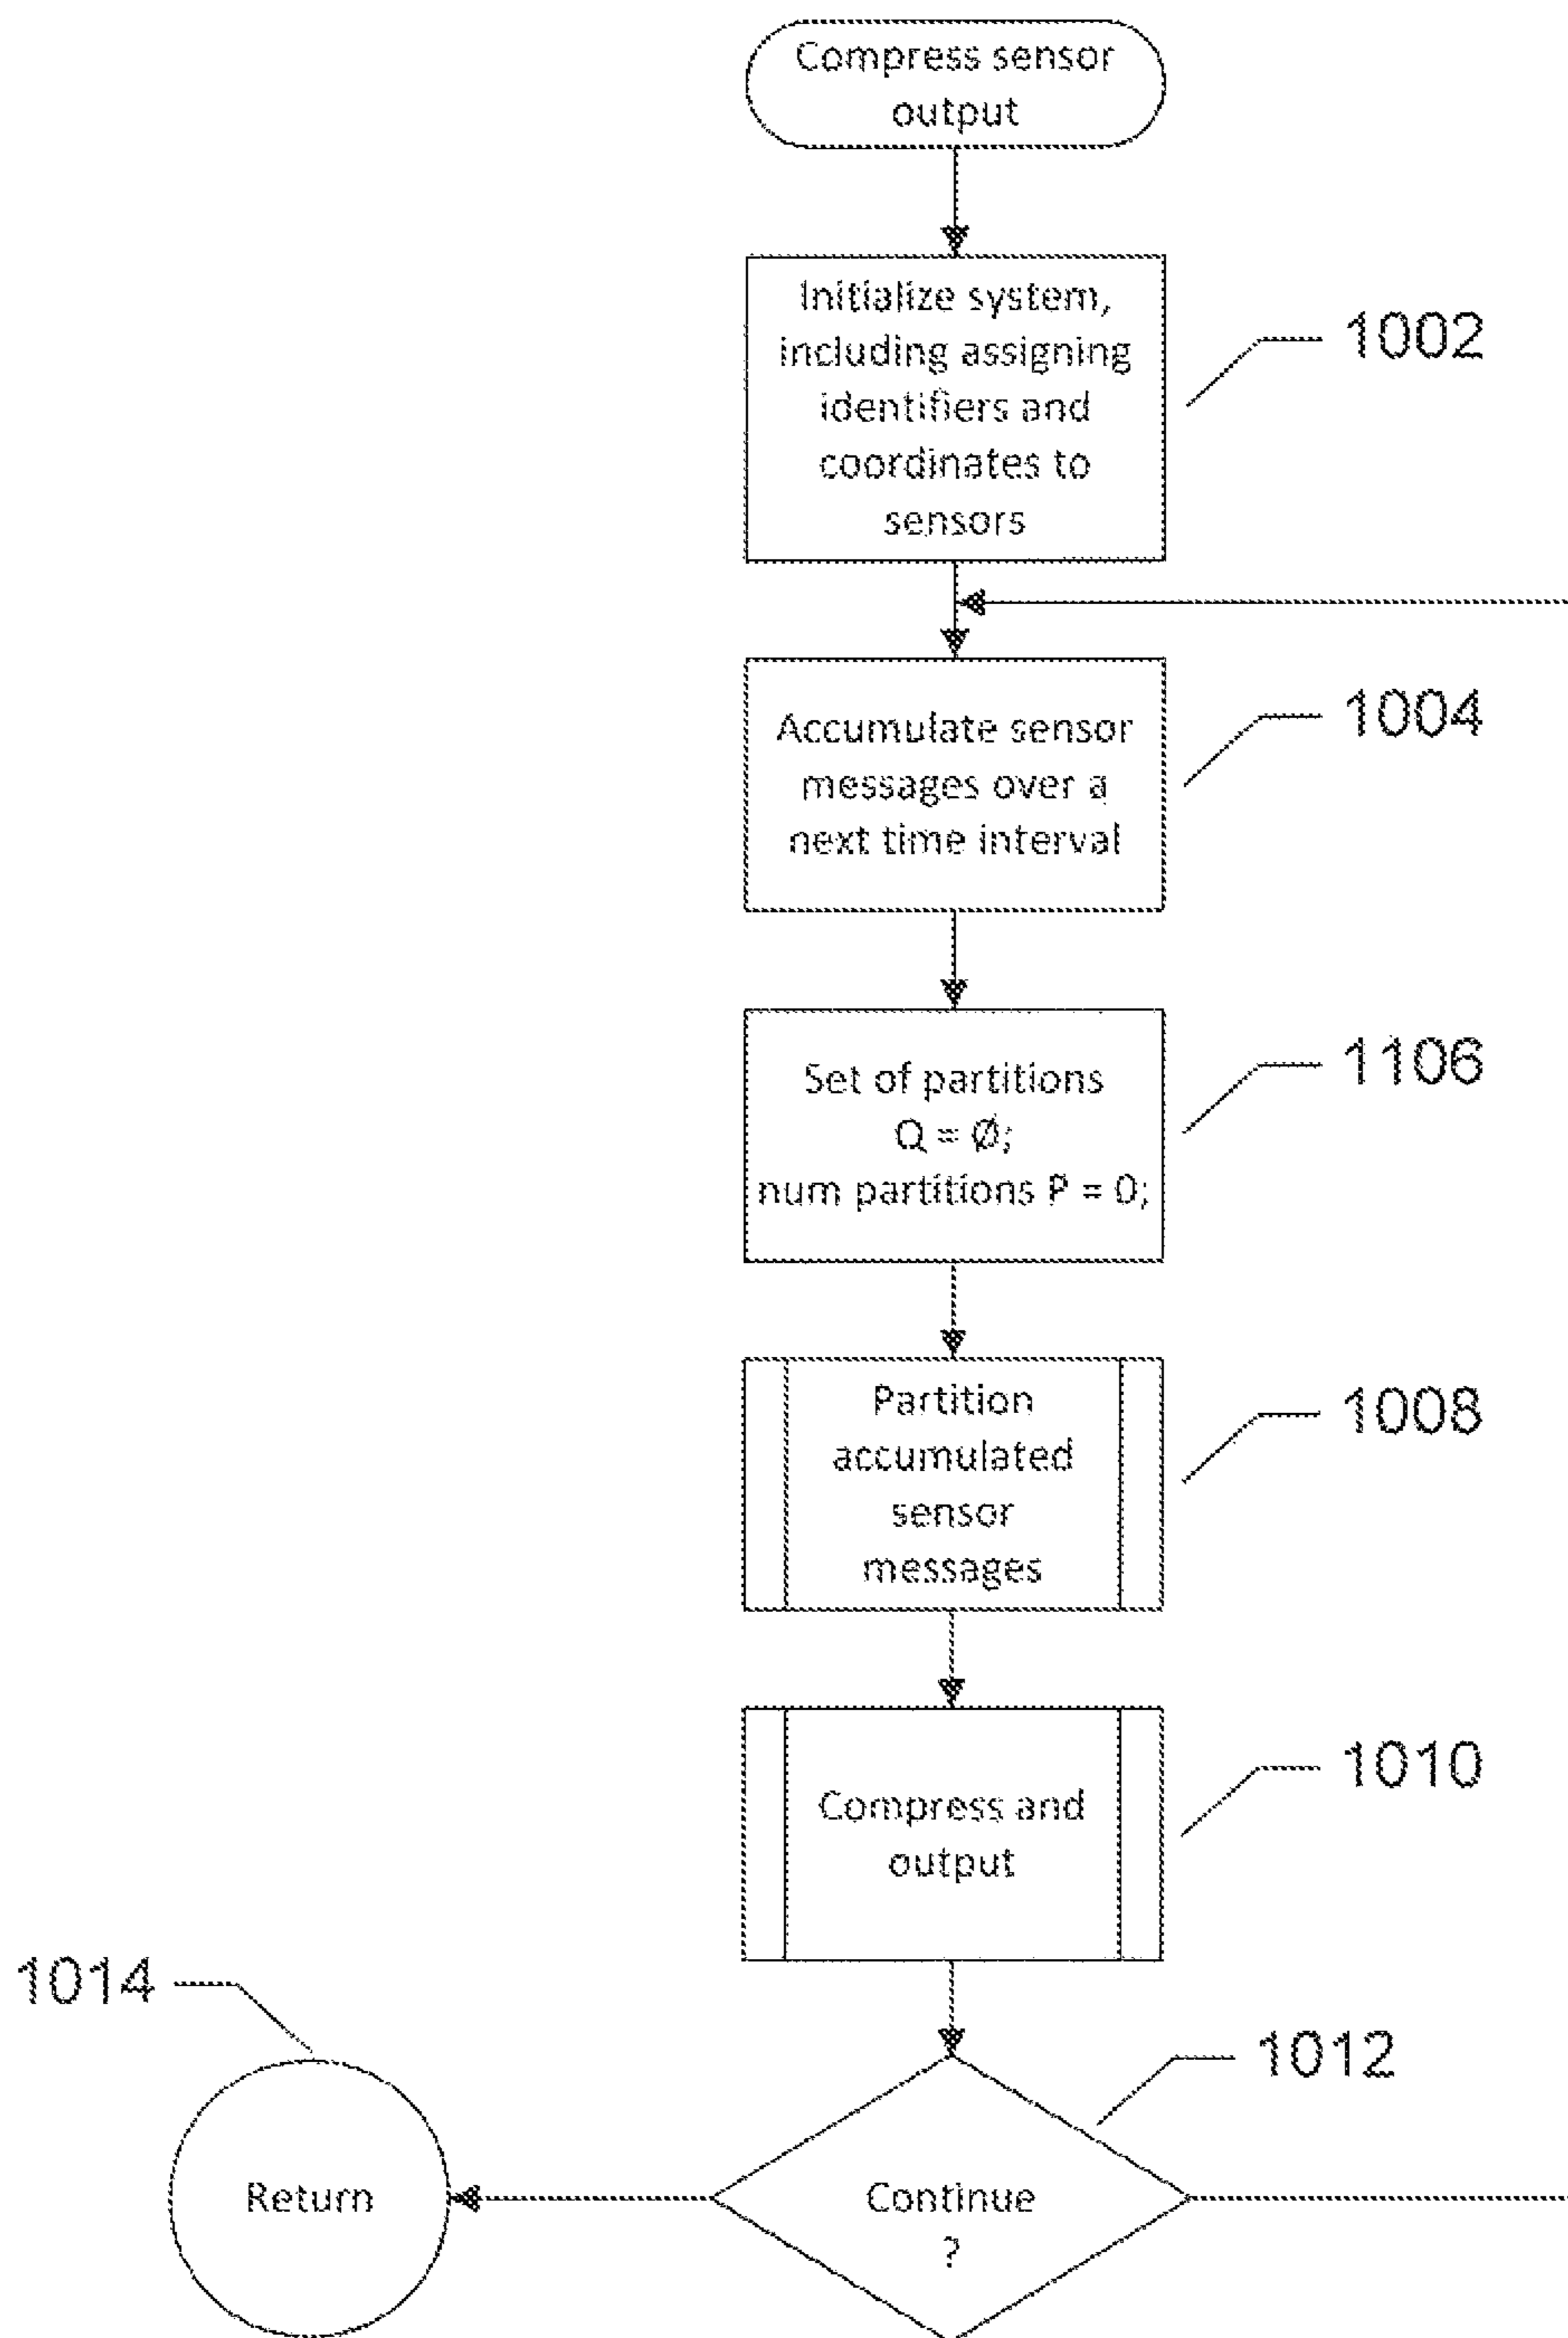 Compress sensor
output
Initialize system,
including assigning
identifiers and
coordinates to
sensors
1002
Accumulate sensor
messages over a
next time interval
1004
Set of partitions
Q = Ø;
num partitions P = 0;
1106
Partition
accumulated
sensor
messages
1008
Compress and
output
1010
1014
1012
Return
Continue
?